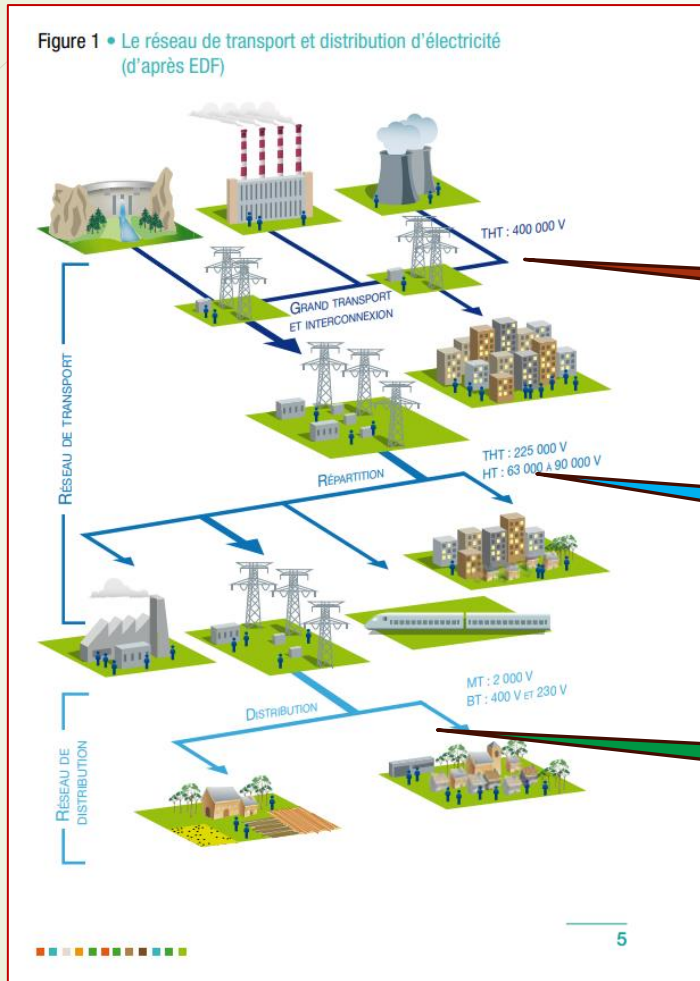 Figure 1 • Le réseau de transport et distribution d'électricité
(d'après EDF)
THT : 400 000 V
GRAND TRANSPORT
ET INTERCONNEXION
RÉSEAU DE TRANSPORT
THT : 225 000 V
HT : 63 000 À 90 000 V
RÉPARTITION
MT : 2 000 V
BT : 400 V ET 230 V
DISTRIBUTION
RÉSEAU DE
DISTRIBUTION
5